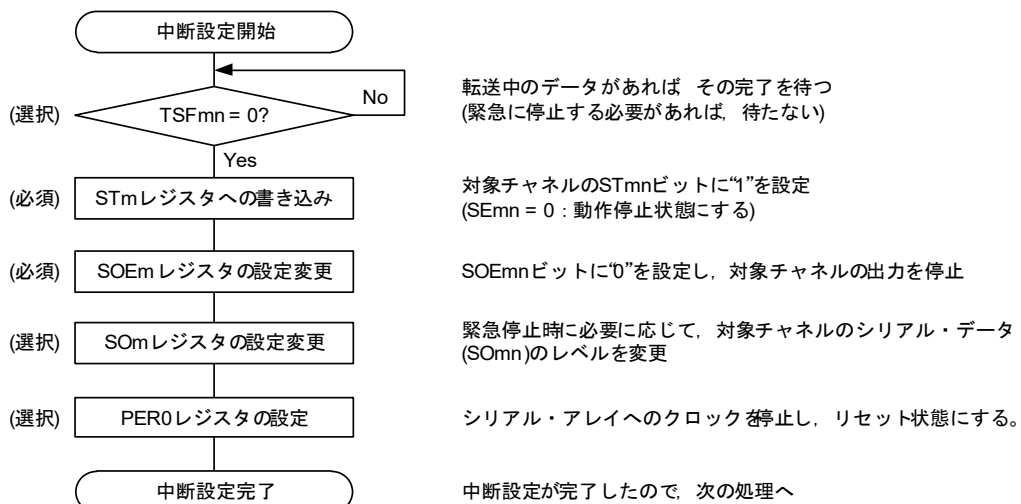 中断設定開始
(選択)
TSFmn = 0?
No
転送中のデータがあれば その完了を待つ
(緊急に停止する必要があれば，待たない)
Yes
(必須)
STmレジスタへの書き込み
対象チャネルのSTmnビットに“1”を設定
(SEmn = 0：動作停止状態にする)
(必須)
SOEmレジスタの設定変更
SOEmnビットに“0”を設定し，対象チャネルの出力を停止
(選択)
SOmレジスタの設定変更
緊急停止時に必要に応じて，対象チャネルのシリアル・データ
(SOmn)のレベルを変更
(選択)
PER0レジスタの設定
シリアル・アレイへのクロックを停止し，リセット状態にする。
中断設定完了
中断設定が完了したので，次の処理へ